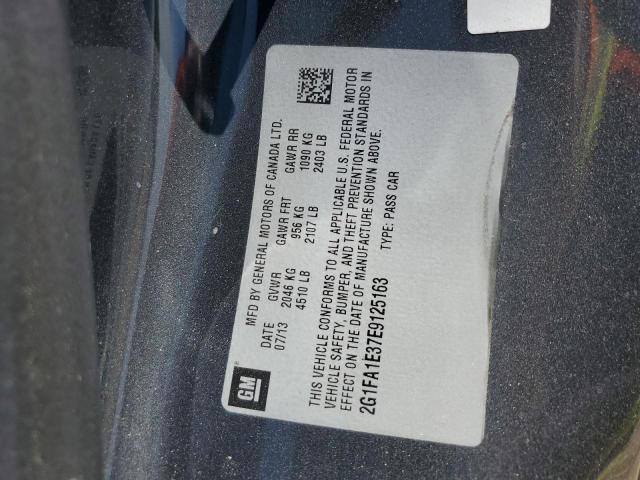 GM
MFD BY GENERAL MOTORS OF CANADA LTD.
DATE GVWR GAWR FRT GAWR RR
07/13 2046 KG 956 KG 1090 KG
4510 LB 2107 LB 2403 LB
THIS VEHICLE CONFORMS TO ALL APPLICABLE U.S. FEDERAL MOTOR
VEHICLE SAFETY, BUMPER, AND THEFT PREVENTION STANDARDS IN
EFFECT ON THE DATE OF MANUFACTURE SHOWN ABOVE.
2G1FA1E37E9125163 TYPE: PASS CAR